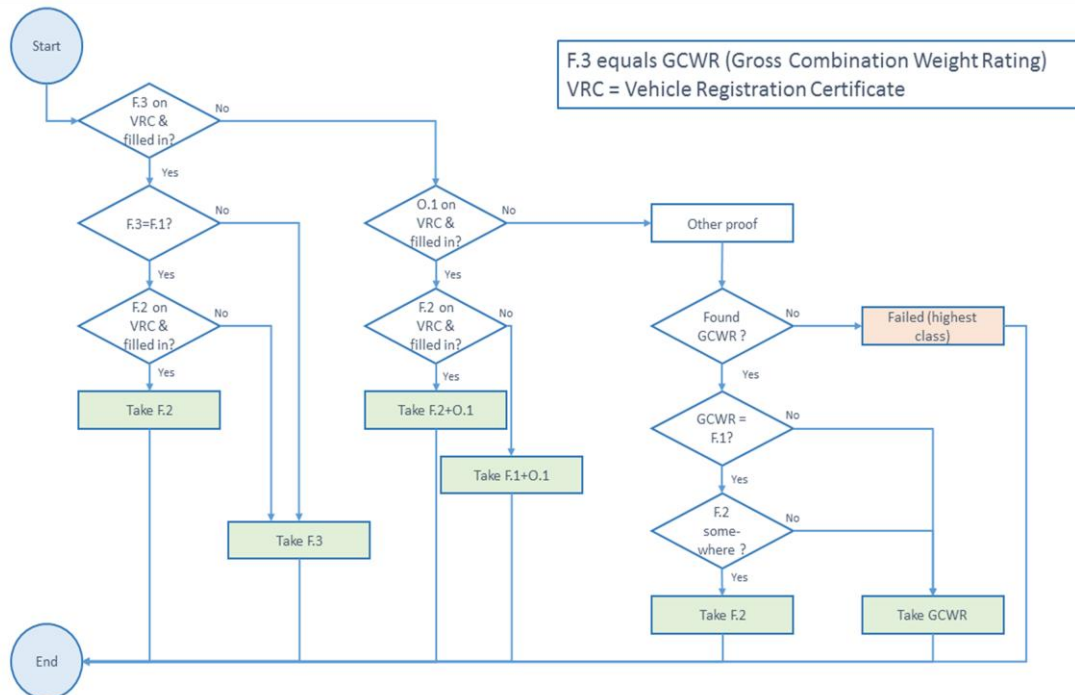 Start
F.3 equals GCWR (Gross Combination Weight Rating)
VRC = Vehicle Registration Certificate
F.3 on
VRC &
filled in?
No
Yes
F.3=F.1?
No
Yes
F.2 on
VRC &
filled in?
No
Yes
Take F.2
Take F.3
O.1 on
VRC &
filled in?
No
Yes
F.2 on
VRC &
filled in?
No
Yes
Take F.2+O.1
Take F.1+O.1
Other proof
Found
GCWR ?
No
Failed (highest
class)
Yes
GCWR =
F.1?
No
Yes
F.2
some-
where ?
No
Yes
Take F.2
Take GCWR
End